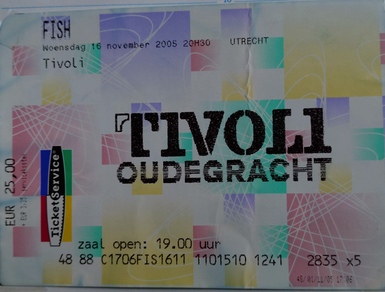 FISH
Woensdag 16 november 2005 20H30 UTRECHT
Tivoli
TIVOLI
OUDEGRACHT
EUR 25,00
TicketService
zaal open: 19.00 uur
48 88 C1706FIS1611 1101510 1241 2835 x5